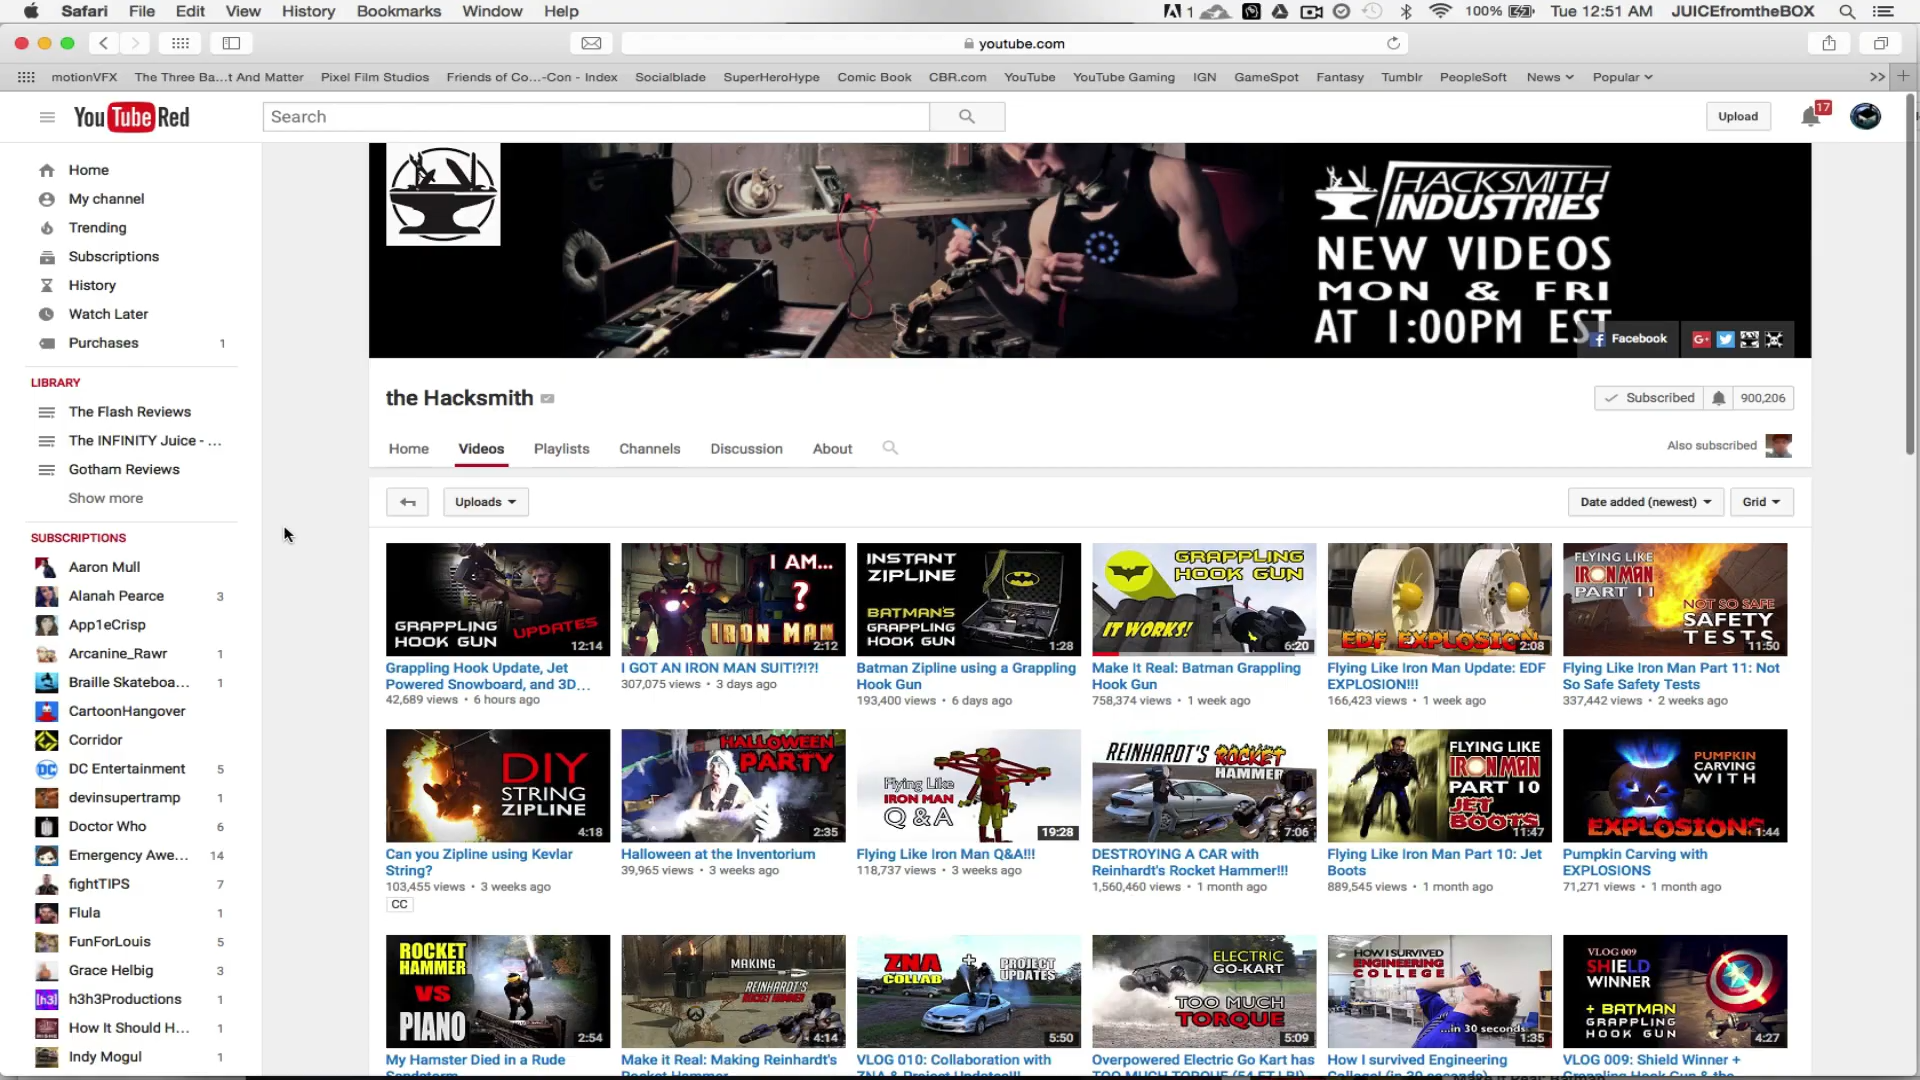 Safari File Edit View History Bookmarks Window Help
1 100% Tue 12:51 AM JUICEfromtheBOX
youtube.com
motionVFX The Three Ba...t And Matter Pixel Film Studios Friends of Co...-Con - Index Socialblade SuperHeroHype Comic Book CBR.com YouTube YouTube Gaming IGN GameSpot Fantasy Tumblr PeopleSoft News Popular
YouTube Red
Search
Upload
17
Home
My channel
Trending
Subscriptions
History
Watch Later
Purchases 1
LIBRARY
The Flash Reviews
The INFINITY Juice - ...
Gotham Reviews
Show more
SUBSCRIPTIONS
Aaron Mull
Alanah Pearce 3
App1eCrisp
Arcanine_Rawr 1
Braille Skateboa... 1
CartoonHangover
Corridor
DC Entertainment 5
devinsupertramp 1
Doctor Who 6
Emergency Awe... 14
fightTIPS 7
Flula 1
FunForLouis 5
Grace Helbig 3
h3h3Productions 1
How It Should H... 1
Indy Mogul 1
HACKSMITH
INDUSTRIES
NEW VIDEOS
MON & FRI
AT 1:00PM EST
Facebook
the Hacksmith
Subscribed 900,206
Home Videos Playlists Channels Discussion About
Also subscribed
Uploads
Date added (newest) Grid
GRAPPLING
HOOK GUN UPDATES
12:14
Grappling Hook Update, Jet
Powered Snowboard, and 3D...
42,689 views • 6 hours ago
I AM...
?
IRON MAN
2:12
I GOT AN IRON MAN SUIT!?!?!
307,075 views • 3 days ago
INSTANT
ZIPLINE
BATMAN'S
GRAPPLING
HOOK GUN
1:28
Batman Zipline using a Grappling
Hook Gun
193,400 views • 6 days ago
GRAPPLING
HOOK GUN
IT WORKS!
6:20
Make It Real: Batman Grappling
Hook Gun
758,374 views • 1 week ago
EDF EXPLOSION
2:08
Flying Like Iron Man Update: EDF
EXPLOSION!!!
166,423 views • 1 week ago
FLYING LIKE
IRON MAN
PART 11
NOT SO SAFE
SAFETY
TESTS
11:50
Flying Like Iron Man Part 11: Not
So Safe Safety Tests
337,442 views • 2 weeks ago
DIY
STRING
ZIPLINE
4:18
Can you Zipline using Kevlar
String?
103,455 views • 3 weeks ago
CC
HALLOWEEN
PARTY
2:35
Halloween at the Inventorium
39,965 views • 3 weeks ago
Flying Like
IRON MAN
Q & A
19:28
Flying Like Iron Man Q&A!!!
118,737 views • 3 weeks ago
REINHARDT'S ROCKET
HAMMER
7:06
DESTROYING A CAR with
Reinhardt's Rocket Hammer!!!
1,560,460 views • 1 month ago
FLYING LIKE
IRON MAN
PART 10
JET
BOOTS
11:47
Flying Like Iron Man Part 10: Jet
Boots
889,545 views • 1 month ago
PUMPKIN
CARVING
WITH
EXPLOSIONS
1:44
Pumpkin Carving with
EXPLOSIONS
71,271 views • 1 month ago
ROCKET
HAMMER
VS
PIANO
2:54
My Hamster Died in a Rude
MAKING
REINHARDT'S
ROCKET HAMMER
4:14
Make it Real: Making Reinhardt's
Rocket Hammer
ZNA
COLLAB
+ PROJECT
UPDATES
5:50
VLOG 010: Collaboration with
ZNA & Project Updates!!!
ELECTRIC
GO-KART
TOO MUCH
TORQUE
5:09
Overpowered Electric Go Kart has
TOO MUCH TORQUE (54 FT LB!)
HOW I SURVIVED
ENGINEERING
COLLEGE
...in 30 seconds
1:35
How I survived Engineering
College! (in 30 seconds)
VLOG 009
SHIELD
WINNER
+ BATMAN
GRAPPLING
HOOK GUN
4:27
VLOG 009: Shield Winner +
Grappling Hook Gun & the